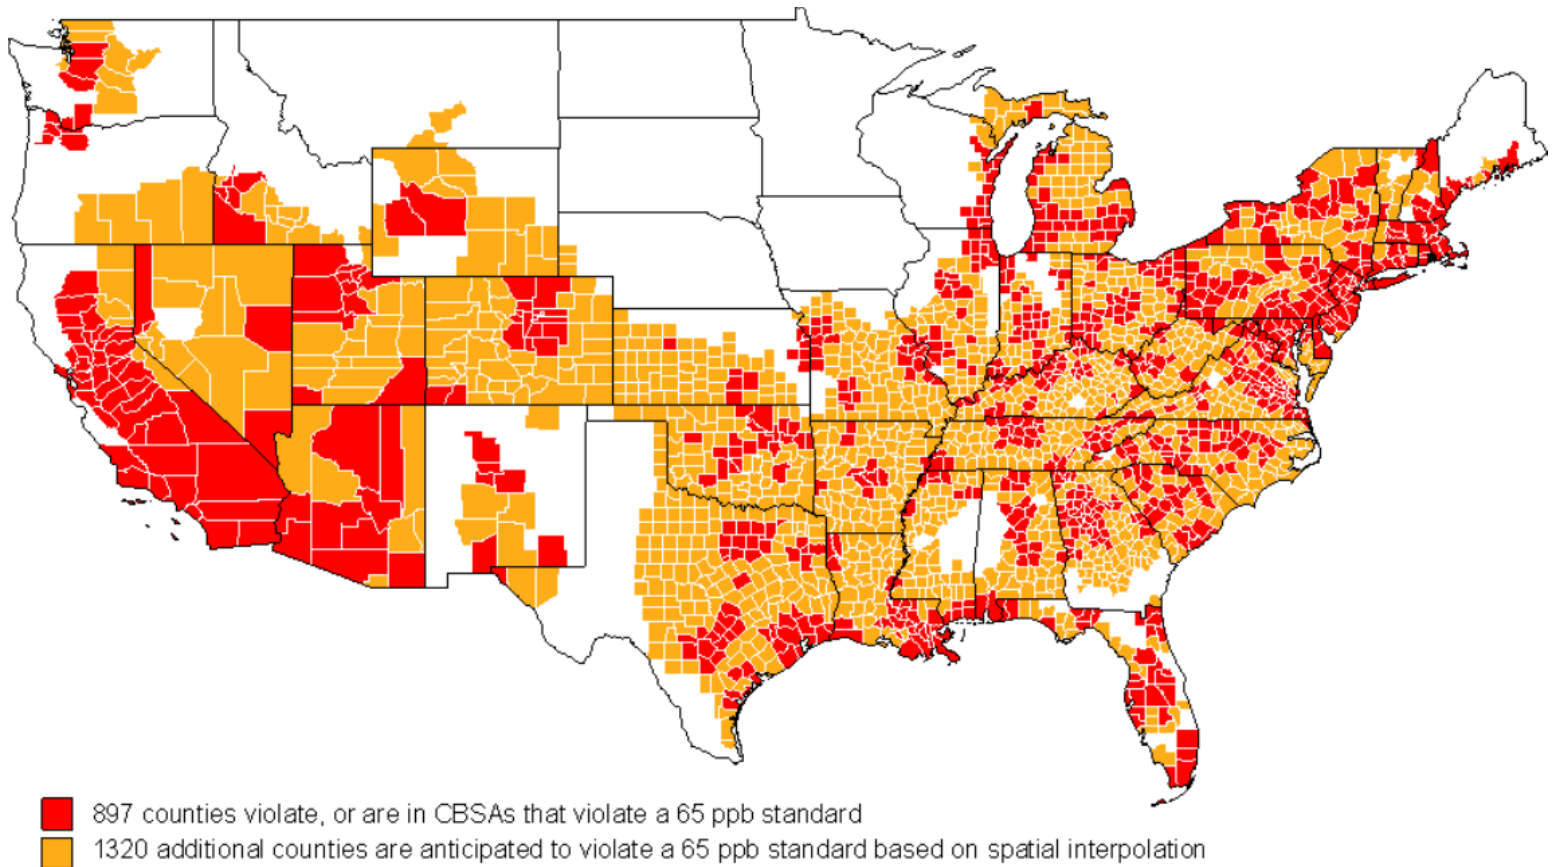 897 counties violate, or are in CBSAs that violate a 65 ppb standard
1320 additional counties are anticipated to violate a 65 ppb standard based on spatial interpolation